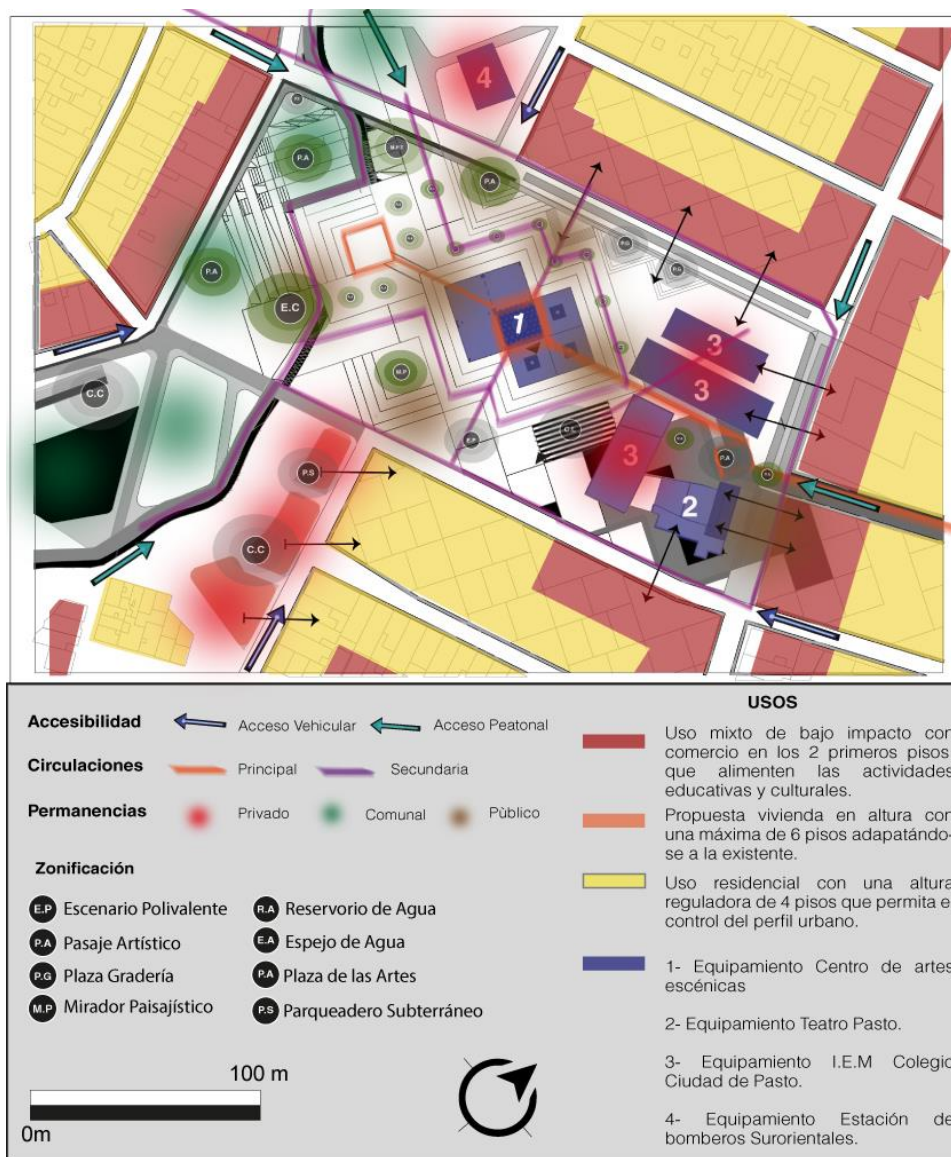 4
P.A
M.P
P.A
P.G
P.G
P.A
E.C
1
3
3
M.P
C.C
E.P
3
P.A
P.S
2
C.C
USOS
Accesibilidad
Acceso Vehicular
Acceso Peatonal
Circulaciones
Principal
Secundaria
Permanencias
Privado
Comunal
Pùblico
Zonificación
E.P Escenario Polivalente
P.A Pasaje Artístico
P.G Plaza Gradería
M.P Mirador Paisajístico
R.A Reservorio de Agua
E.A Espejo de Agua
P.A Plaza de las Artes
P.S Parqueadero Subterráneo
100 m
0m
Uso mixto de bajo impacto con
comercio en los 2 primeros pisos
que alimenten las actividades
educativas y culturales.
Propuesta vivienda en altura con
una máxima de 6 pisos adapatándo-
se a la existente.
Uso residencial con una altura
reguladora de 4 pisos que permita e
control del perfil urbano.
1- Equipamiento Centro de artes
escénicas
2- Equipamiento Teatro Pasto.
3- Equipamiento I.E.M Colegio
Ciudad de Pasto.
4- Equipamiento Estación de
bomberos Surorientales.